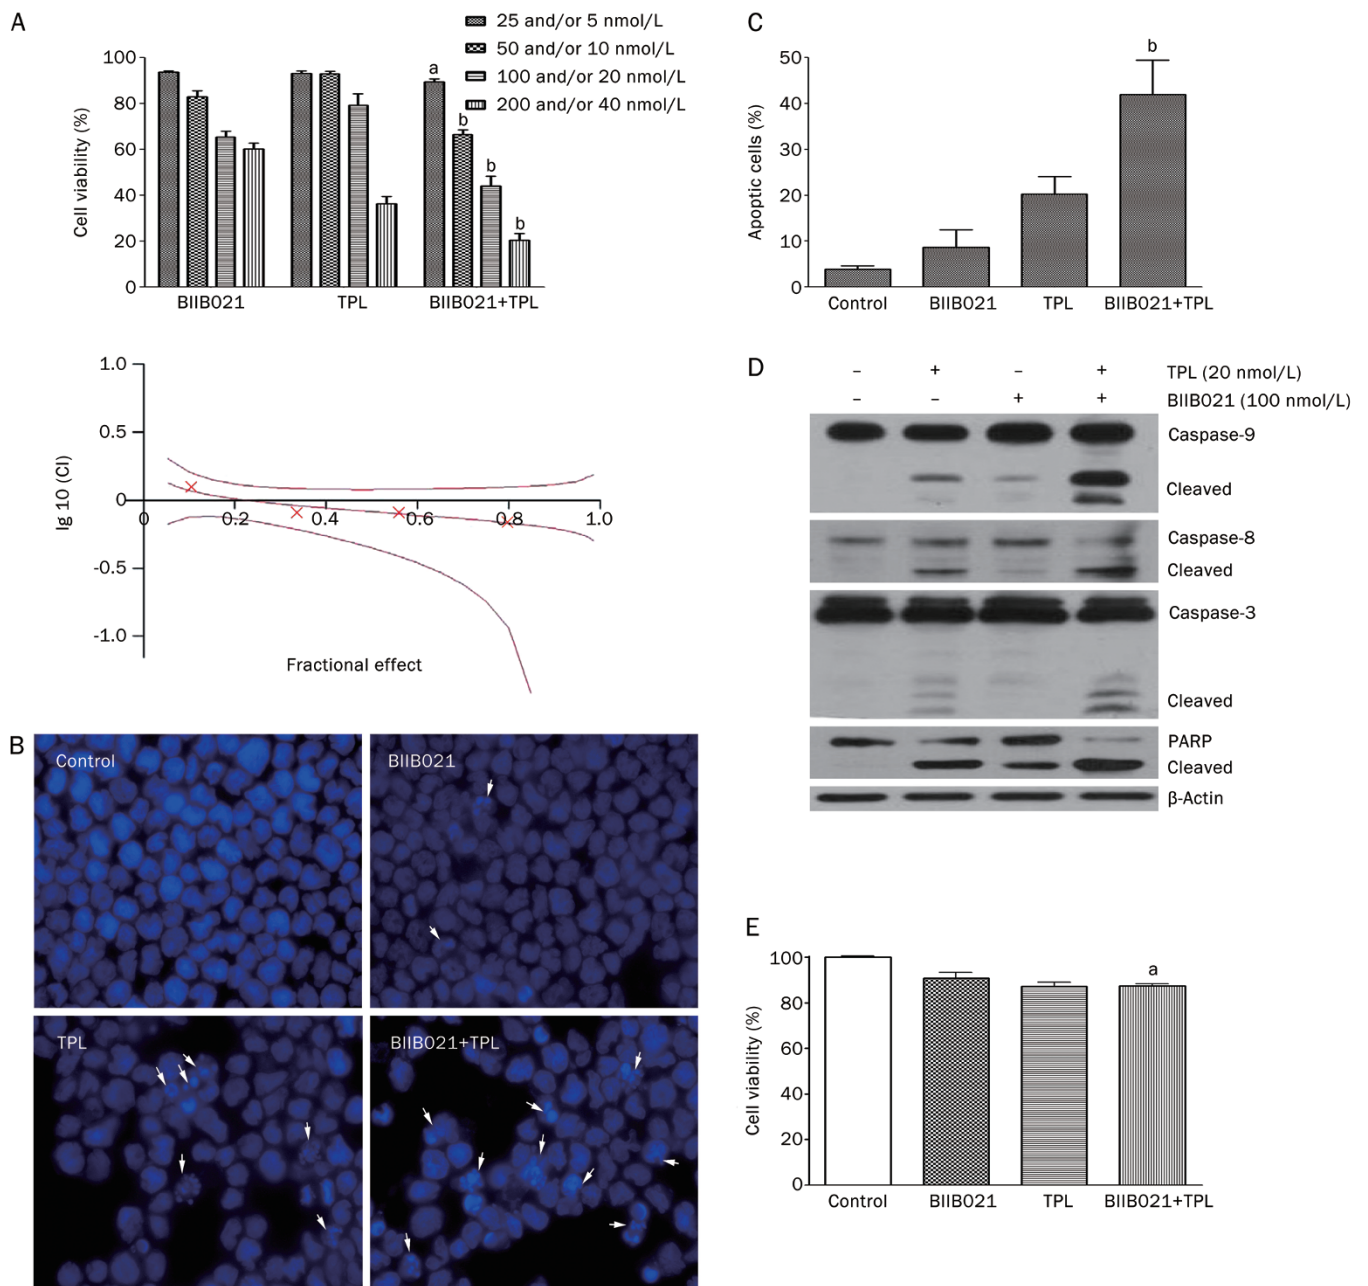 A
25 and/or 5 nmol/L
50 and/or 10 nmol/L
100 and/or 20 nmol/L
200 and/or 40 nmol/L
Cell viability (%)
100
80
60
40
20
0
a
b
b
b
BIIB021
TPL
BIIB021+TPL
lg 10 (CI)
1.0
0.5
0
-0.5
-1.0
0
0.2
0.4
0.6
0.8
1.0
Fractional effect
B
Control
BIIB021
TPL
BIIB021+TPL
C
Apoptic cells (%)
50
40
30
20
10
0
b
Control
BIIB021
TPL
BIIB021+TPL
D
– + – + TPL (20 nmol/L)
– – + + BIIB021 (100 nmol/L)
Caspase-9
Cleaved
Caspase-8
Cleaved
Caspase-3
Cleaved
PARP
Cleaved
β-Actin
E
Cell viability (%)
100
80
100
60
40
20
0
a
Control
BIIB021
TPL
BIIB021+TPL